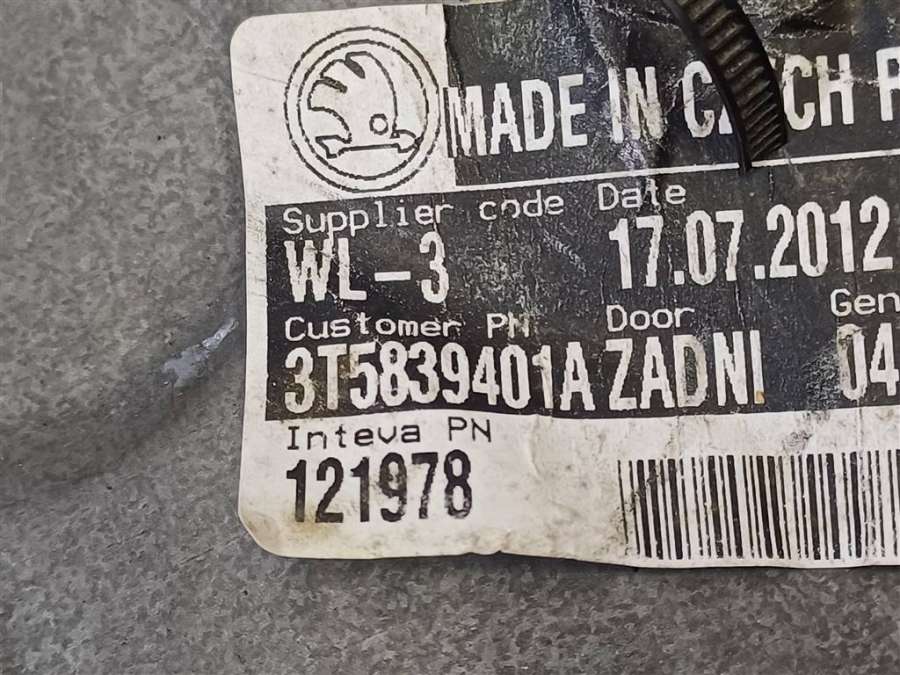 MADE IN CZECH R
Supplier code Date
WL-3 17.07.2012
Customer PN Door Gen
3T5839401A ZADNI 04
Inteva PN
121978